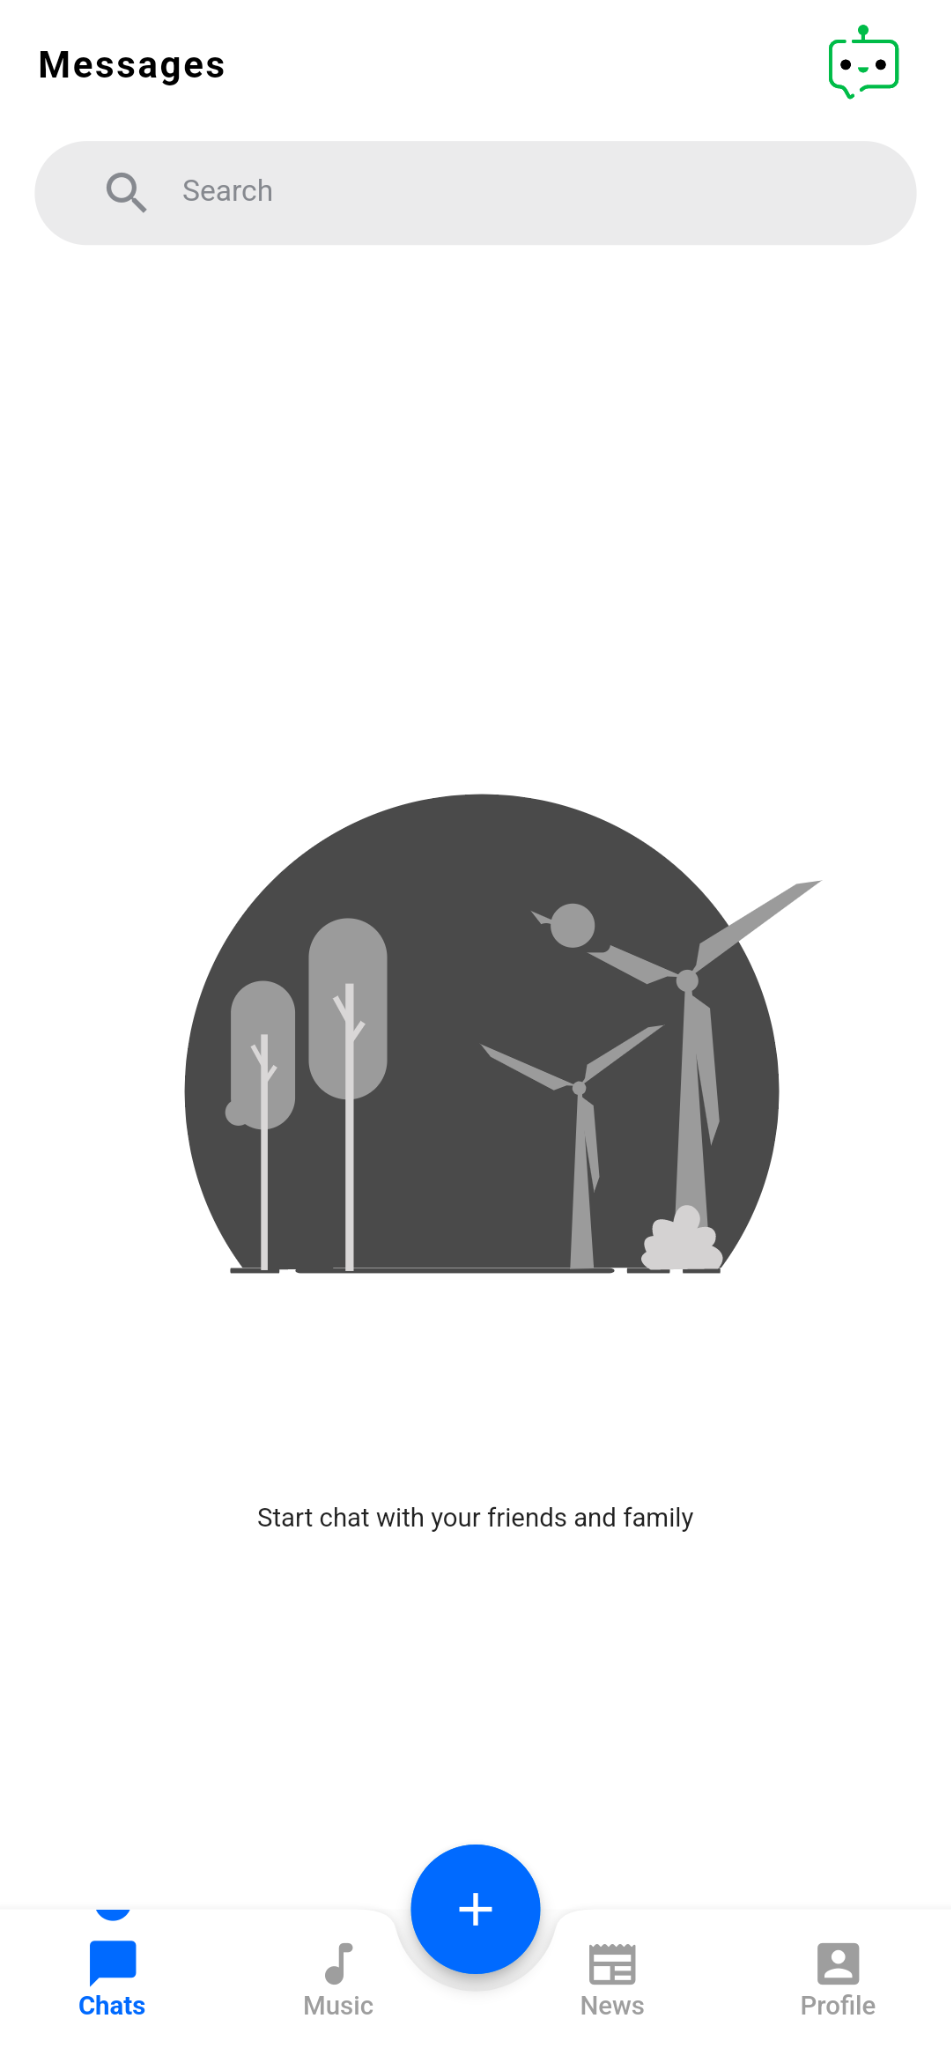 Messages
Search
Start chat with your friends and family
Chats
Music
News
Profile